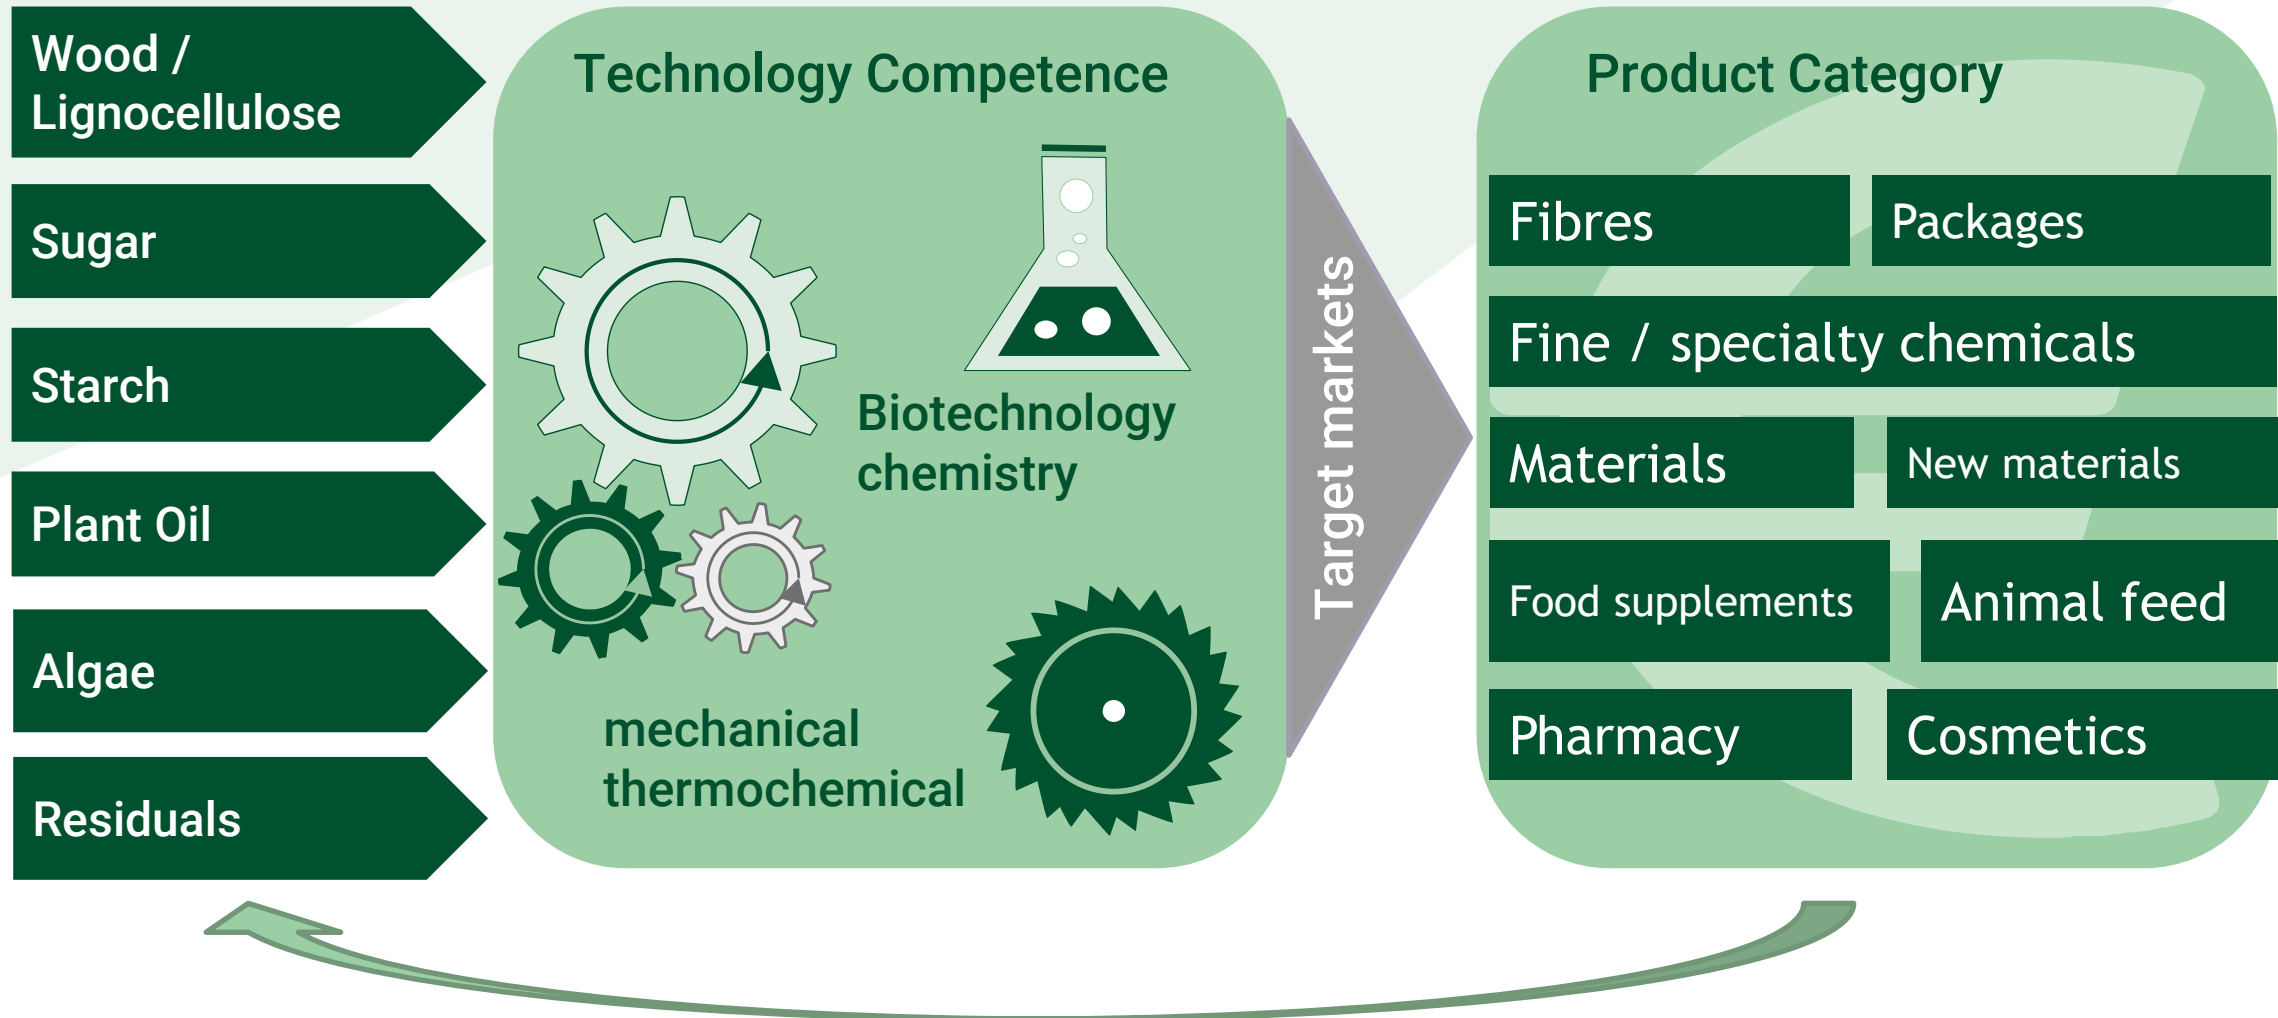 Wood /
Lignocellulose
Sugar
Starch
Plant Oil
Algae
Residuals
Technology Competence
Biotechnology
chemistry
mechanical
thermochemical
Target markets
Product Category
Fibres
Packages
Fine / specialty chemicals
Materials
New materials
Food supplements
Animal feed
Pharmacy
Cosmetics